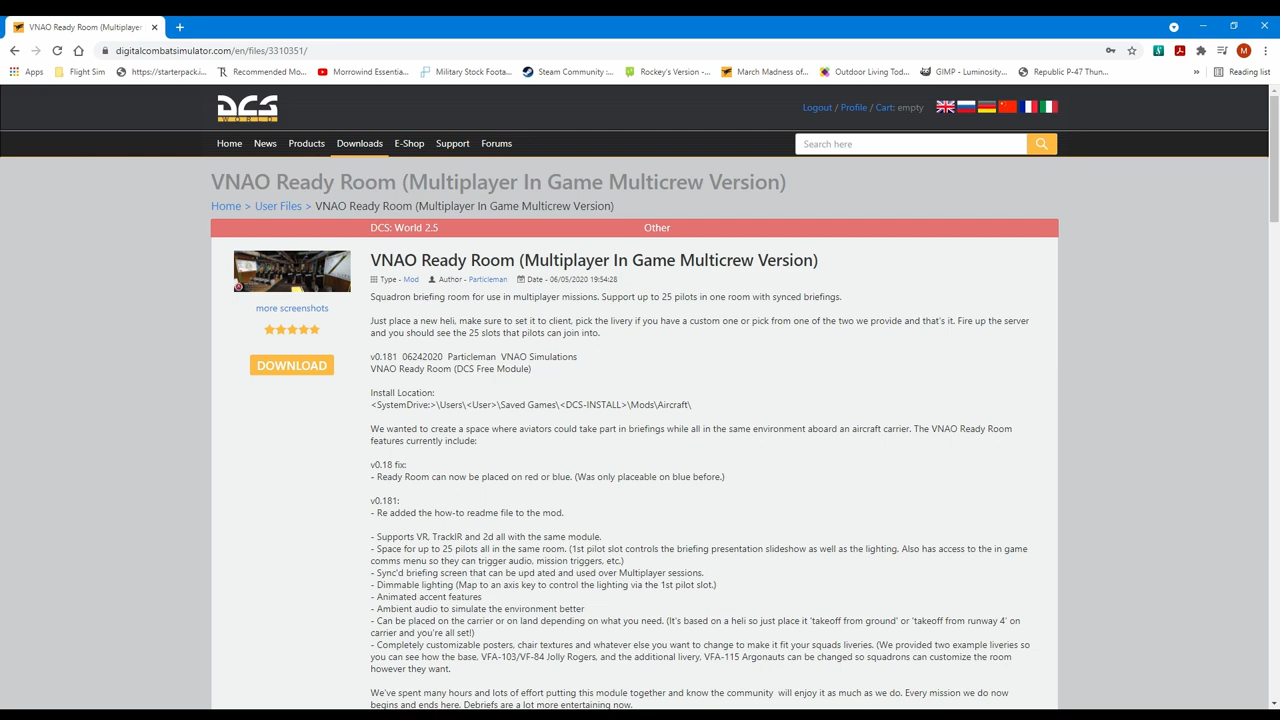 VNAO Ready Room (Multiplayer
digitalcombatsimulator.com/en/files/3310351/
M
Apps
Flight Sim
https://starterpack.i...
Recommended Mo...
Morrowind Essentia...
Military Stock Foota...
Steam Community :...
Rockey's Version -...
March Madness of...
Outdoor Living Tod...
GIMP - Luminosity...
Republic P-47 Thun...
»
Reading list
DCS
WORLD
Logout / Profile / Cart: empty
Home
News
Products
Downloads
E-Shop
Support
Forums
Search here
VNAO Ready Room (Multiplayer In Game Multicrew Version)
Home > User Files > VNAO Ready Room (Multiplayer In Game Multicrew Version)
DCS: World 2.5
Other
VNAO Ready Room (Multiplayer In Game Multicrew Version)
Type - Mod Author - Particleman Date - 06/05/2020 19:54:28
more screenshots
DOWNLOAD
Squadron briefing room for use in multiplayer missions. Support up to 25 pilots in one room with synced briefings.
Just place a new heli, make sure to set it to client, pick the livery if you have a custom one or pick from one of the two we provide and that's it. Fire up the server
and you should see the 25 slots that pilots can join into.
v0.181 06242020 Particleman VNAO Simulations
VNAO Ready Room (DCS Free Module)
Install Location:
<SystemDrive:>\Users\<User>\Saved Games\<DCS-INSTALL>\Mods\Aircraft\
We wanted to create a space where aviators could take part in briefings while all in the same environment aboard an aircraft carrier. The VNAO Ready Room
features currently include:
v0.18 fix:
- Ready Room can now be placed on red or blue. (Was only placeable on blue before.)
v0.181:
- Re added the how-to readme file to the mod.
- Supports VR, TrackIR and 2d all with the same module.
- Space for up to 25 pilots all in the same room. (1st pilot slot controls the briefing presentation slideshow as well as the lighting. Also has access to the in game
comms menu so they can trigger audio, mission triggers, etc.)
- Sync'd briefing screen that can be upd ated and used over Multiplayer sessions.
- Dimmable lighting (Map to an axis key to control the lighting via the 1st pilot slot.)
- Animated accent features
- Ambient audio to simulate the environment better
- Can be placed on the carrier or on land depending on what you need. (It's based on a heli so just place it 'takeoff from ground' or 'takeoff from runway 4' on
carrier and you're all set!)
- Completely customizable posters, chair textures and whatever else you want to change to make it fit your squads liveries. (We provided two example liveries so
you can see how the base, VFA-103/VF-84 Jolly Rogers, and the additional livery, VFA-115 Argonauts can be changed so squadrons can customize the room
however they want.
We've spent many hours and lots of effort putting this module together and know the community will enjoy it as much as we do. Every mission we do now
begins and ends here. Debriefs are a lot more entertaining now.